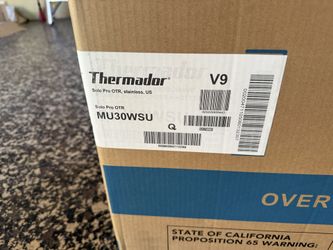 Thermador® V9
Solo Pro OTR, stainless, US
Solo Pro OTR
MU30WSU
Q
OVER
STATE OF CALIFORNIA
PROPOSITION 65 WARNING: